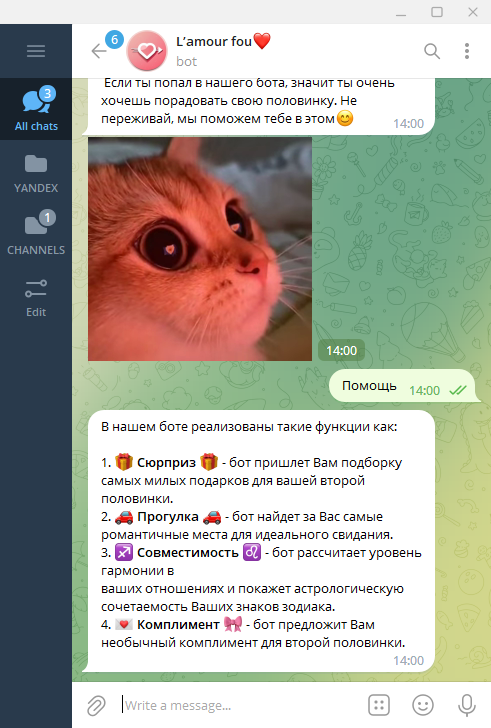 6
L’amour fou❤️
bot
3
All chats
YANDEX
1
CHANNELS
Edit
Если ты попал в нашего бота, значит ты очень
хочешь порадовать свою половинку. Не
переживай, мы поможем тебе в этом😊
14:00
14:00
Помощь 14:00
В нашем боте реализованы такие функции как:
1. 🎁 Сюрприз 🎁 - бот пришлет Вам подборку
самых милых подарков для вашей второй
половинки.
2. 🚗 Прогулка 🚗 - бот найдет за Вас самые
романтичные места для идеального свидания.
3. ♐ Совместимость ♌ - бот рассчитает уровень
гармонии в
ваших отношениях и покажет астрологическую
сочетаемость Ваших знаков зодиака.
4. 💌 Комплимент 🎀 - бот предложит Вам
необычный комплимент для второй половинки.
14:00
Write a message...